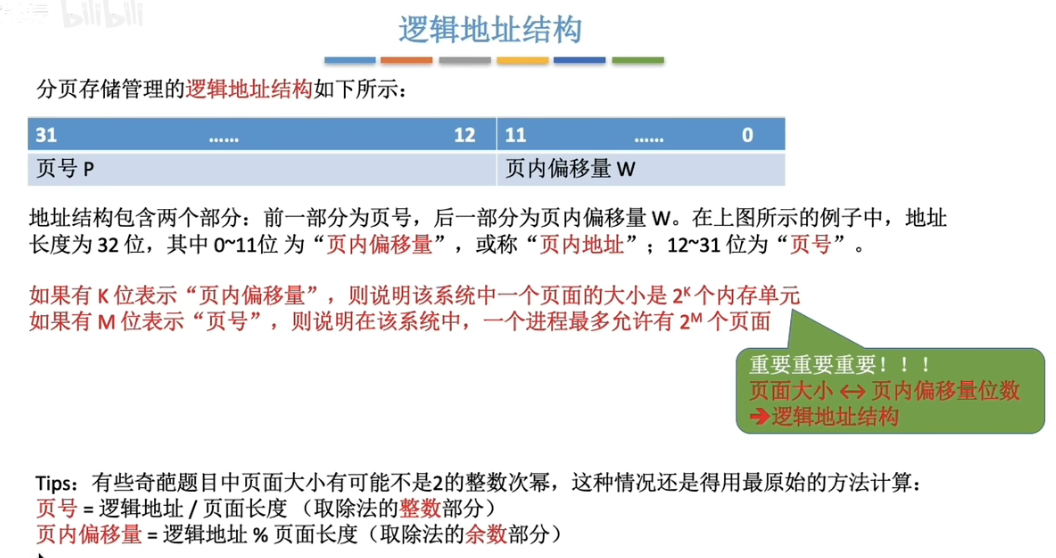 bilibili
逻辑地址结构
分页存储管理的逻辑地址结构如下所示：
31 …… 12 11 …… 0
页号 P 页内偏移量 W
地址结构包含两个部分：前一部分为页号，后一部分为页内偏移量 W。在上图所示的例子中，地址
长度为 32 位，其中 0~11位 为“页内偏移量”，或称“页内地址”；12~31 位为“页号”。
如果有 K 位表示“页内偏移量”，则说明该系统中一个页面的大小是 2ᴷ 个内存单元
如果有 M 位表示“页号”，则说明在该系统中，一个进程最多允许有 2ᴹ 个页面
重要重要重要！！！
页面大小 ↔ 页内偏移量位数
➔逻辑地址结构
Tips：有些奇葩题目中页面大小有可能不是2的整数次幂，这种情况还是得用最原始的方法计算：
页号 = 逻辑地址 / 页面长度 （取除法的整数部分）
页内偏移量 = 逻辑地址 % 页面长度（取除法的余数部分）